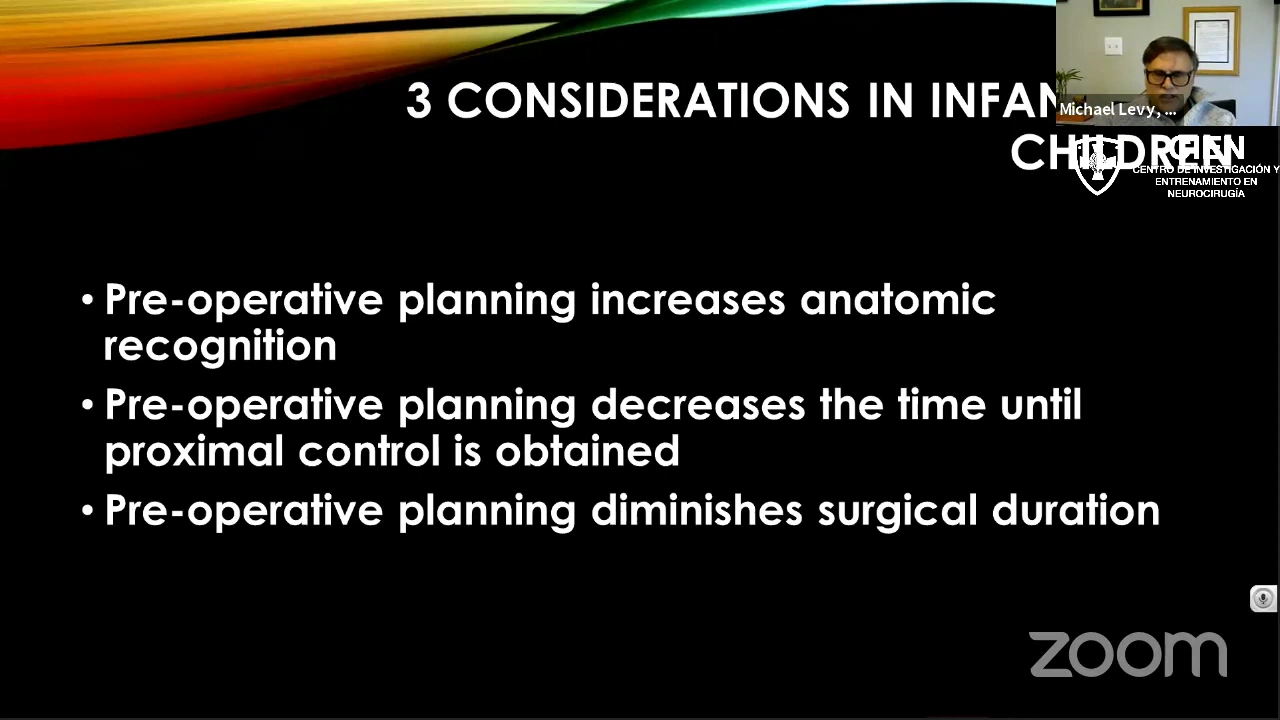 3 CONSIDERATIONS IN INFAN
CHILDREN
Michael Levy, ...
CENTRO DE INVESTIGACIÓN Y
ENTRENAMIENTO EN
NEUROCIRUGÍA
• Pre-operative planning increases anatomic
recognition
• Pre-operative planning decreases the time until
proximal control is obtained
• Pre-operative planning diminishes surgical duration
zoom